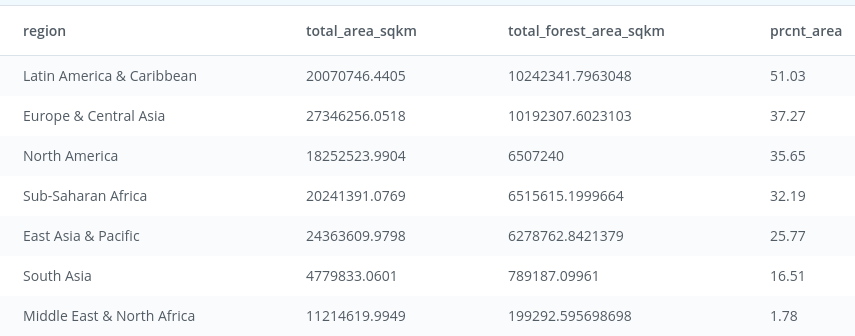 region total_area_sqkm total_forest_area_sqkm prcnt_area
Latin America & Caribbean 20070746.4405 10242341.7963048 51.03
Europe & Central Asia 27346256.0518 10192307.6023103 37.27
North America 18252523.9904 6507240 35.65
Sub-Saharan Africa 20241391.0769 6515615.1999664 32.19
East Asia & Pacific 24363609.9798 6278762.8421379 25.77
South Asia 4779833.0601 789187.09961 16.51
Middle East & North Africa 11214619.9949 199292.595698698 1.78